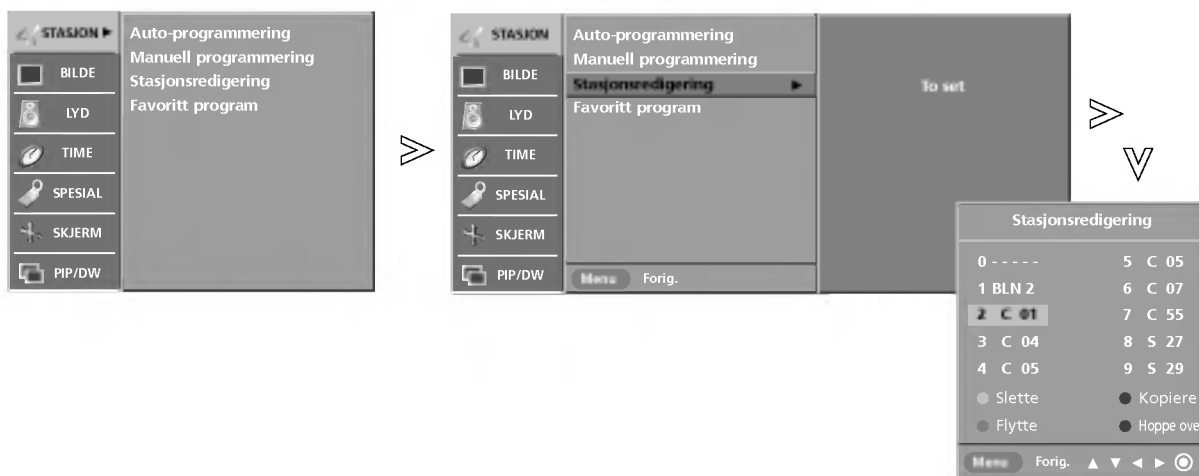 STASJON
BILDE
LYD
TIME
SPESIAL
SKJERM
PIP/DW
Auto-programmering
Manuell programmering
Stasjonsredigering
Favoritt program
STASJON
BILDE
LYD
TIME
SPESIAL
SKJERM
PIP/DW
Auto-programmering
Manuell programmering
Stasjonsredigering
Favoritt program
Menu Forig.
To set
Stasjonsredigering
0 - - - - - 5 C 05
1 BLN 2 6 C 07
2 C 01 7 C 55
3 C 04 8 S 27
4 C 05 9 S 29
Slette Kopiere
Flytte Hoppe ove
Menu Forig.